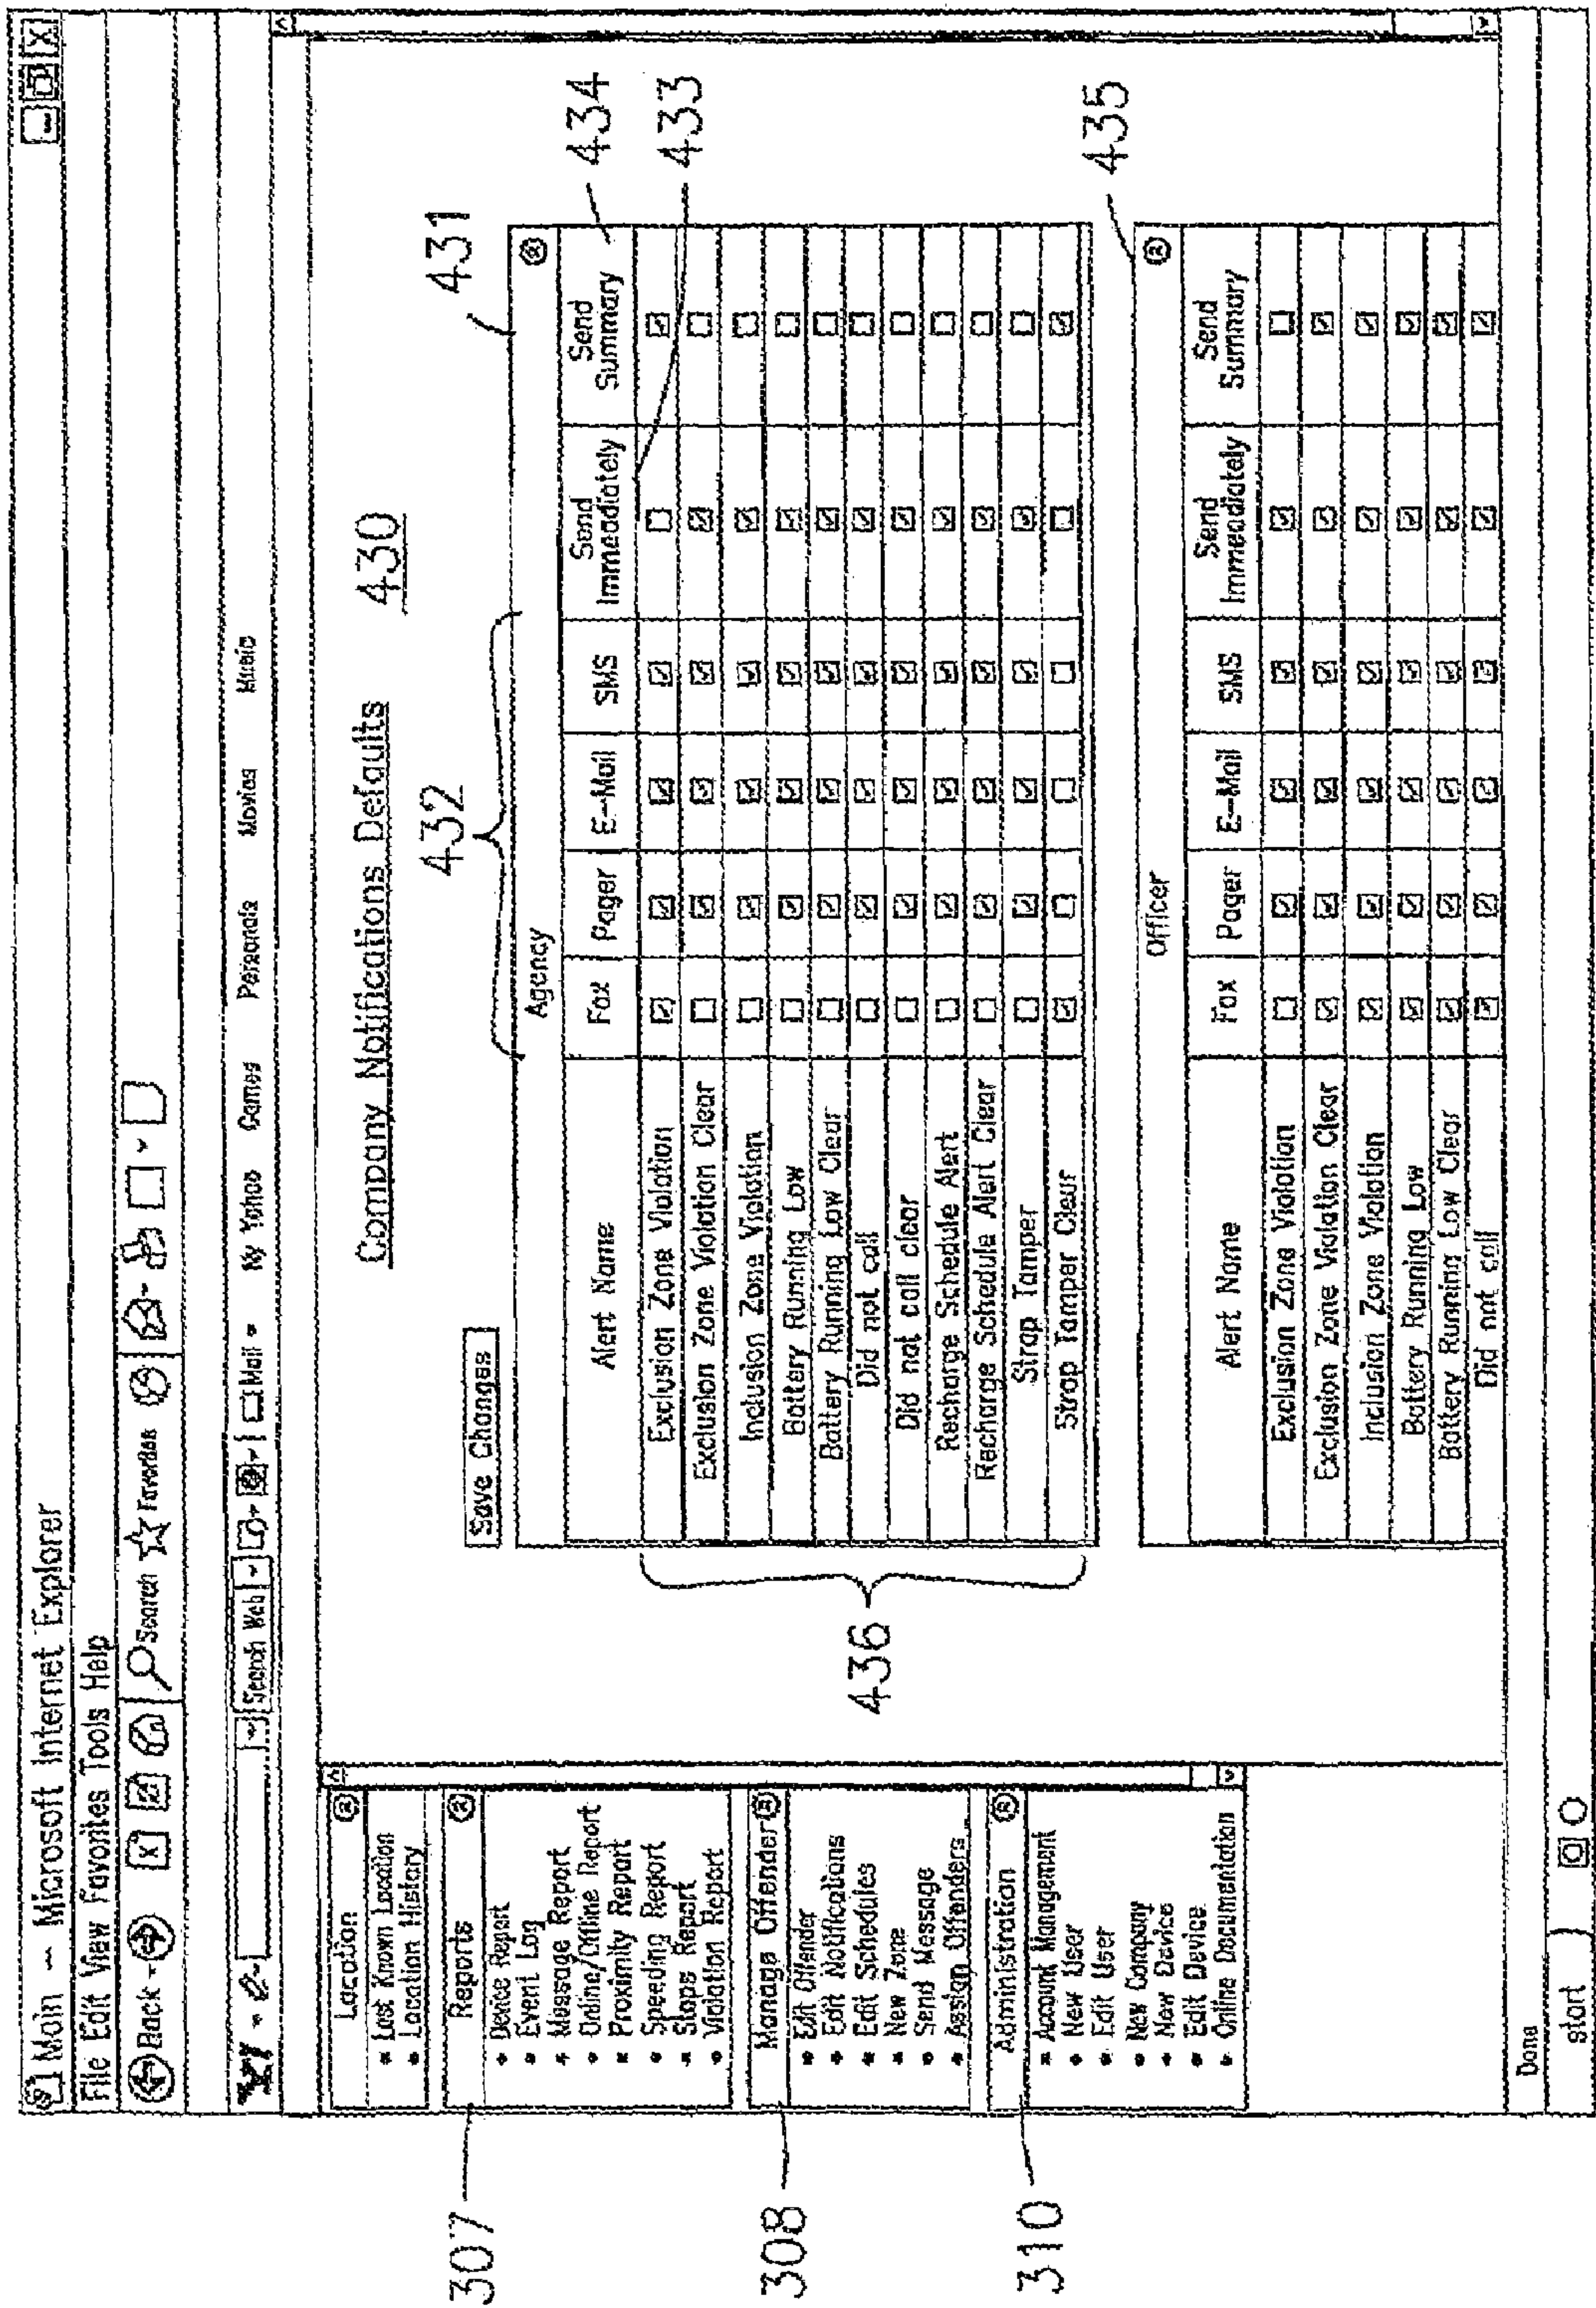 Main — Microsoft Internet Explorer
File Edit View Favorites Tools Help
Back Search Favorites
Search Web Mail My Yahoo Games Personals Movies Music
Location
Last Known Location
Location History
307
Reports
Device Report
Event Log
Message Report
Online/Offline Report
Proximity Report
Speeding Report
Stops Report
Violation Report
308
Manage Offender
Edit Offender
Edit Notifications
Edit Schedules
New Zone
Send Message
Assign Offenders
310
Administration
Account Management
New User
Edit User
New Company
New Device
Edit Device
Online Documentation
Company Notifications Defaults 430
432
431
Save Changes
Agency
434
433
Alert Name Fax Pager E-Mail SMS Send Immeadiately Send Summary
Exclusion Zone Violation
Exclusion Zone Violation Clear
Inclusion Zone Violation
Battery Running Low
Battery Running Low Clear
Did not call
Did not call clear
Recharge Schedule Alert
Recharge Schedule Alert Clear
Strap Tamper
Strap Tamper Clear
436
435
Officer
Alert Name Fax Pager E-Mail SMS Send Immeadiately Send Summary
Exclusion Zone Violation
Exclusion Zone Violation Clear
Inclusion Zone Violation
Battery Running Low
Battery Running Low Clear
Did not call
Done
start